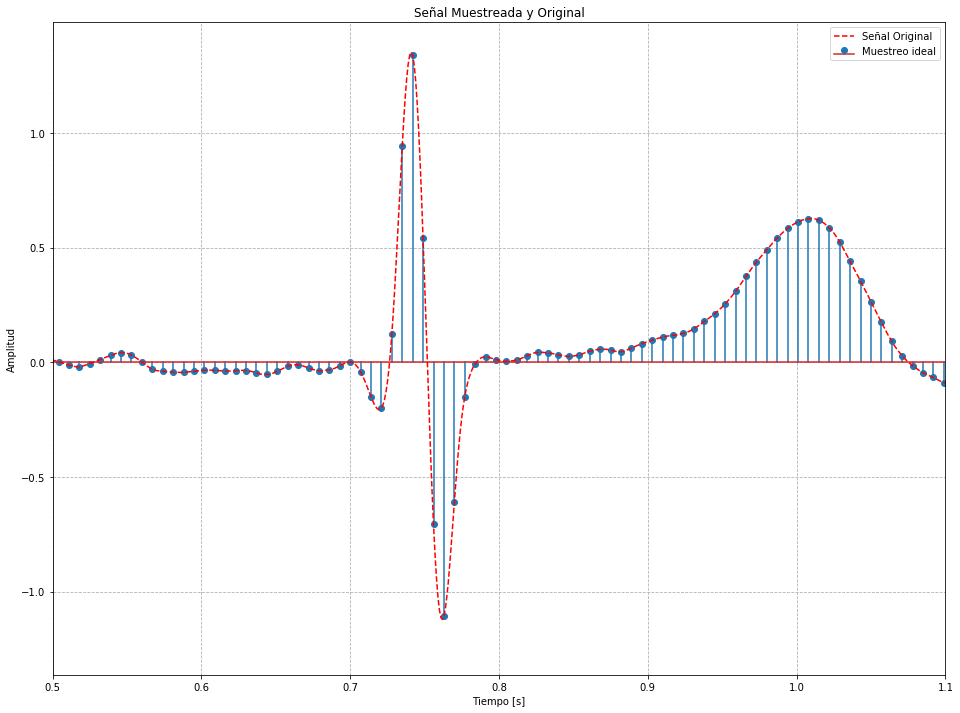 Señal Muestreada y Original
Señal Original
Muestreo ideal
Amplitud
1.0
0.5
0.0
−0.5
−1.0
0.5 0.6 0.7 0.8 0.9 1.0 1.1
Tiempo [s]